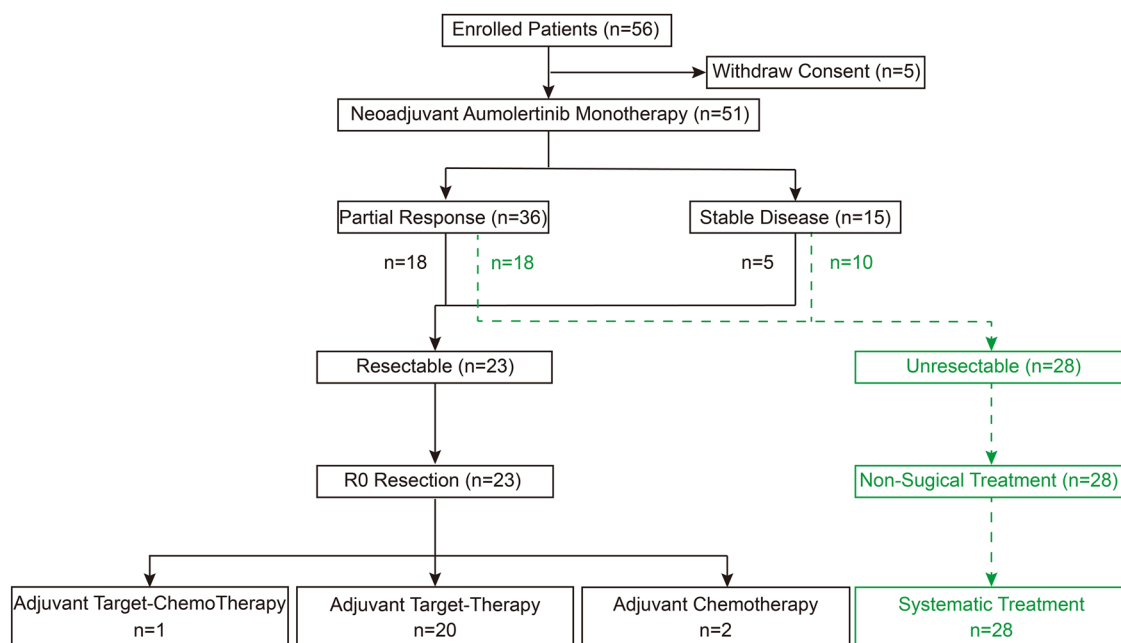 Enrolled Patients (n=56)
Withdraw Consent (n=5)
Neoadjuvant Aumolertinib Monotherapy (n=51)
Partial Response (n=36)
Stable Disease (n=15)
n=18
n=18
n=5
n=10
Resectable (n=23)
Unresectable (n=28)
R0 Resection (n=23)
Non-Sugical Treatment (n=28)
Adjuvant Target-ChemoTherapy
n=1
Adjuvant Target-Therapy
n=20
Adjuvant Chemotherapy
n=2
Systematic Treatment
n=28